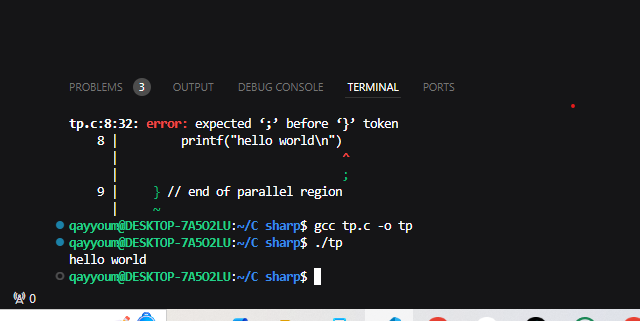 PROBLEMS 3 OUTPUT DEBUG CONSOLE TERMINAL PORTS
tp.c:8:32: error: expected ‘;’ before ‘}’ token
8 | printf("hello world\n")
| ^
| ;
9 | } // end of parallel region
| ~
qayyoum@DESKTOP-7A5O2LU:~/C sharp$ gcc tp.c -o tp
qayyoum@DESKTOP-7A5O2LU:~/C sharp$ ./tp
hello world
qayyoum@DESKTOP-7A5O2LU:~/C sharp$
0